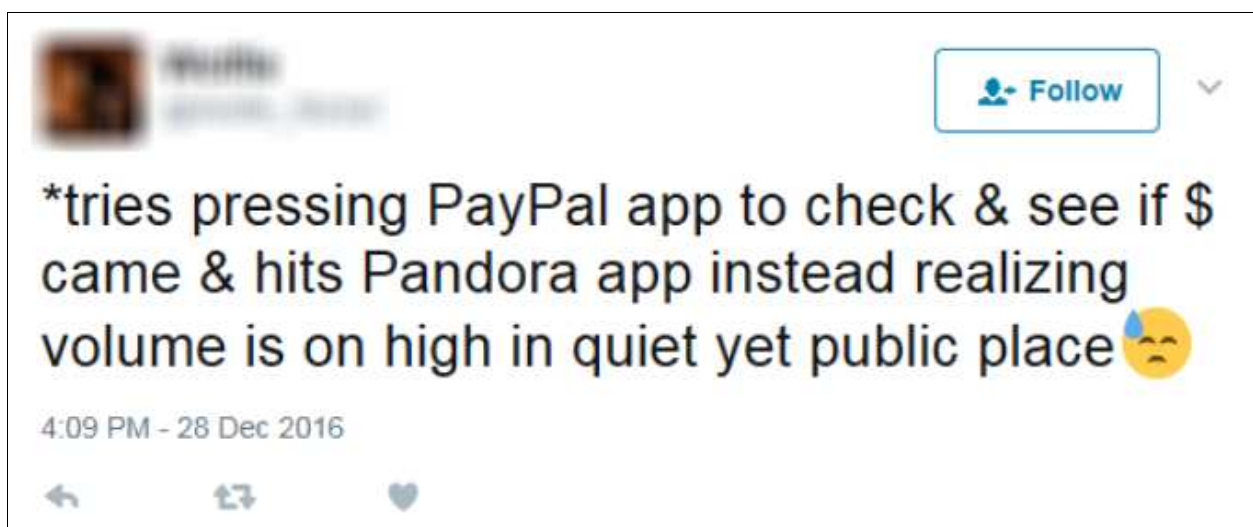 Follow
*tries pressing PayPal app to check & see if $
came & hits Pandora app instead realizing
volume is on high in quiet yet public place😓
4:09 PM - 28 Dec 2016